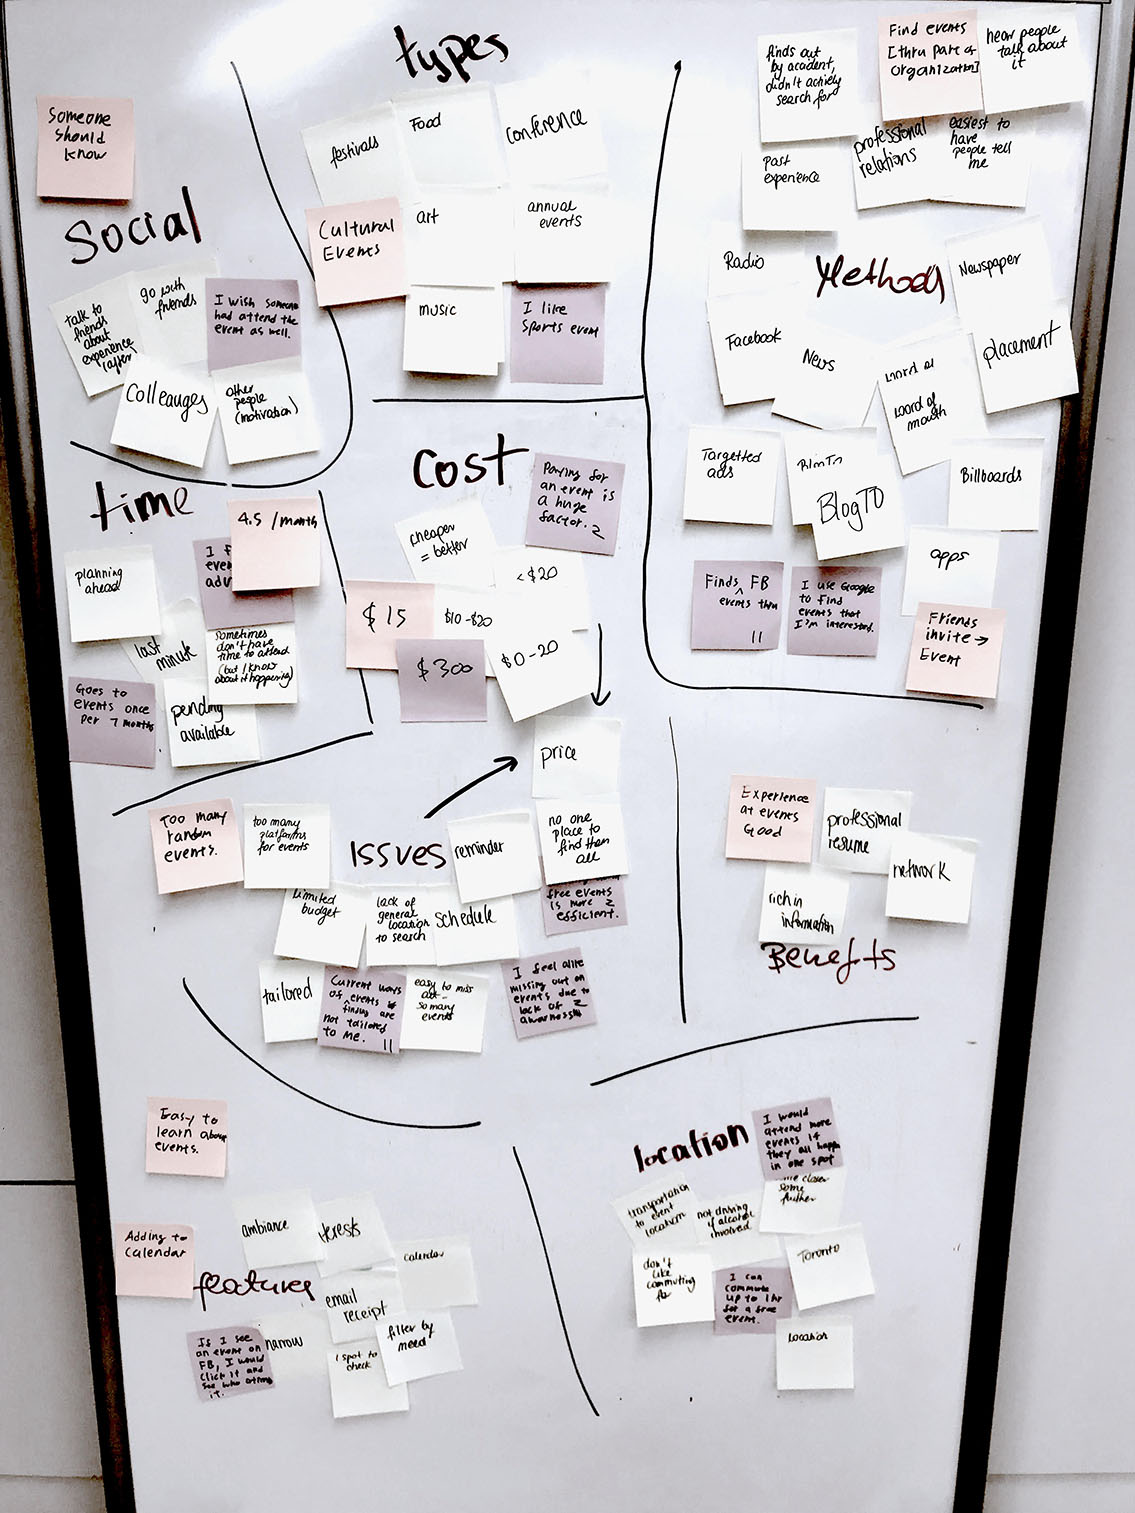 types
Someone
should
know
Social
talk to
friends
about
experience
(after)
go with
friends
I wish someone
had attend the
event as well.
Colleauges
other
people
(motivation)
festivals
Food
conference
Cultural
Events
art
annual
events
music
I like
sports event
finds out
by accident,
didn't actively
search for
Find events
[thru part of
organization]
hear people
talk about
it
past
experience
professional
relations
easiest to
have
people tell
me
Methods
Radio
Newspaper
Facebook
News
word of
word of
mouth
placement
Targetted
ads
BlogTO
Billboards
apps
Finds FB
events thru
I use Google
to find
events that
I'm interested.
Friends
invite →
Event
time
4.5 /month
planning
ahead
last
minute
sometimes
don't have
time to attend
(but I know
about it happening)
Goes to
events once
per 7 months
pending
available
cost
Paying for
an event is
a huge
factor. 2
cheaper
= better
<$20
$15
$10-$20
$300
$0-20
price
Issues
Too many
random
events.
too many
platforms
for events
reminder
no one
place to
find them
all
limited
budget
lack of
general
location
to search
schedule
free events
is more 2
efficient.
tailored
Current ways
of events
finding are
not tailored
to me. 11
easy to miss
out -
so many
events
I feel alike
missing out on
events due to
lack of 2
awarness
Experience
at events
Good
professional
resume
network
rich in
information
Benefits
Easy to
learn about
events.
Adding to
calendar
features
ambiance
calendar
email
receipt
filter by
need
narrow
1 spot to
check
If I see
an event on
FB, I would
click it and
see who
it.
location
I would
attend more
events if
they all happ
in one spot
transportation
to event
location
not driving
if alcohol
involved
closer
some
further
don't
like
commuting
far
I can
commute
up to 1hr
for a free
event.
Toronto
Location